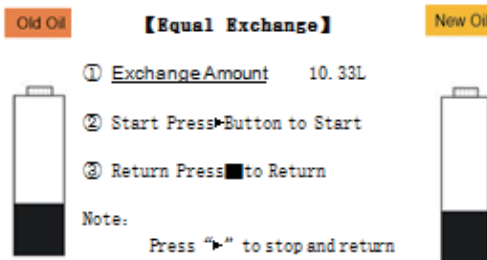 Old Oil
【Equal Exchange】
New Oil
① Exchange Amount 10.33L
② Start Press►Button to Start
③ Return Press■to Return
Note:
Press “►” to stop and return